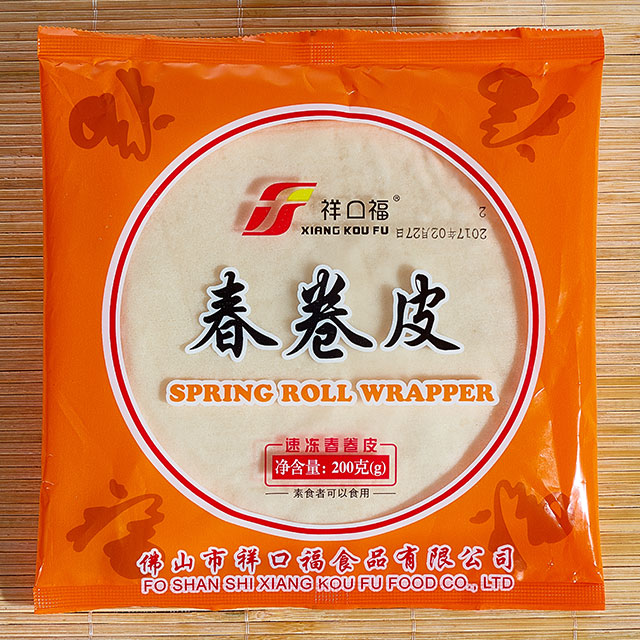 祥口福®
XIANG KOU FU
2017年02月27日
2
春卷皮
SPRING ROLL WRAPPER
速冻春卷皮
净含量：200克(g)
素食者可以食用
佛山市祥口福食品有限公司
FO SHAN SHI XIANG KOU FU FOOD CO., LTD